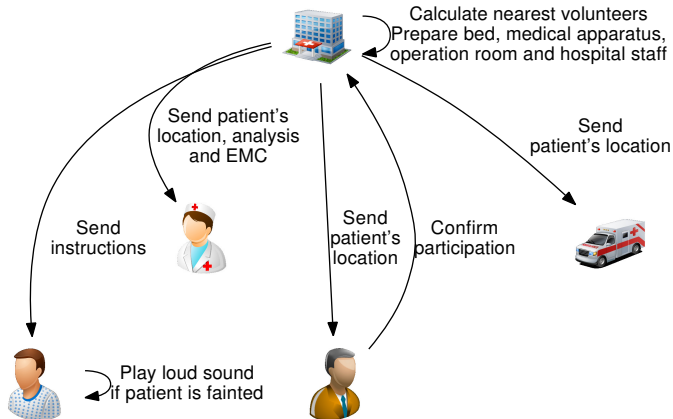 Calculate nearest volunteers
Prepare bed, medical apparatus,
operation room and hospital staff
Send patient's
location, analysis
and EMC
Send
patient's location
Send
instructions
Send
patient's
location
Confirm
participation
Play loud sound
if patient is fainted